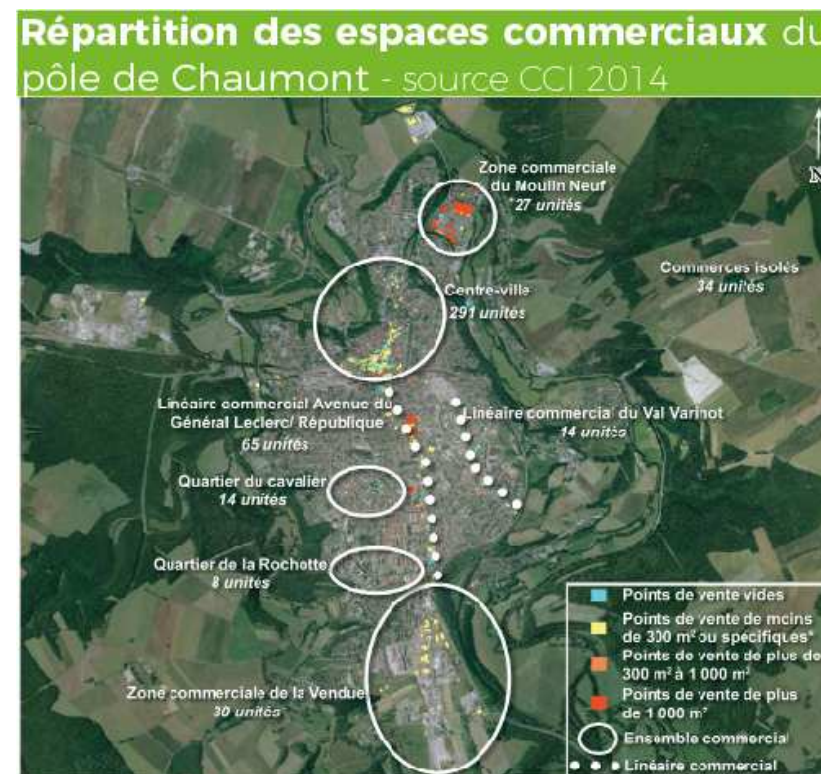 Répartition des espaces commerciaux du
pôle de Chaumont - source CCI 2014
N
Zone commerciale
du Moulin Neuf
*27 unités
Commerces isolés
34 unités
Centre-ville
291 unités
Linéaire commercial Avenue du
Général Leclerc/ République
65 unités
Linéaire commercial du Val Varinot
14 unités
Quartier du cavalier
14 unités
Quartier de la Rochotte
8 unités
Zone commerciale de la Vendue
30 unités
Points de vente vides
Points de vente de moins
de 300 m² ou spécifiques*
Points de vente de plus de
300 m² à 1 000 m²
Points de vente de plus
de 1 000 m²
Ensemble commercial
Linéaire commercial